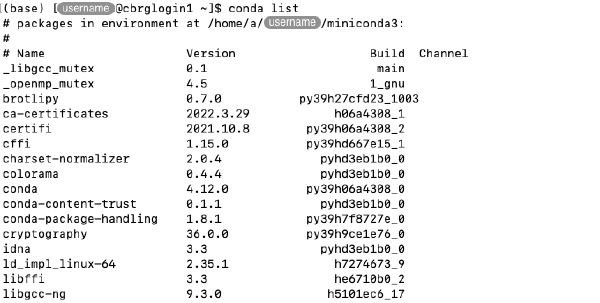 (base) [username@cbrglogin1 ~]$ conda list
# packages in environment at /home/a/username/miniconda3:
#
# Name Version Build Channel
_libgcc_mutex 0.1 main
_openmp_mutex 4.5 1_gnu
brotlipy 0.7.0 py39h27cfd23_1003
ca-certificates 2022.3.29 h06a4308_1
certifi 2021.10.8 py39h06a4308_2
cffi 1.15.0 py39hd667e15_1
charset-normalizer 2.0.4 pyhd3eb1b0_0
colorama 0.4.4 pyhd3eb1b0_0
conda 4.12.0 py39h06a4308_0
conda-content-trust 0.1.1 pyhd3eb1b0_0
conda-package-handling 1.8.1 py39h7f8727e_0
cryptography 36.0.0 py39h9ce1e76_0
idna 3.3 pyhd3eb1b0_0
ld_impl_linux-64 2.35.1 h7274673_9
libffi 3.3 he6710b0_2
libgcc-ng 9.3.0 h5101ec6_17